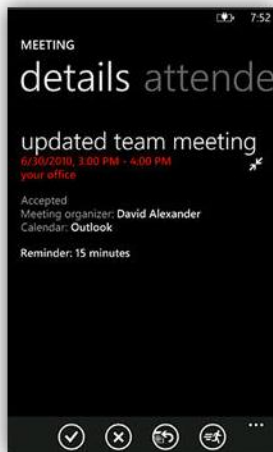 7:52
MEETING
details attende
updated team meeting
6/30/2010, 3:00 PM - 4:00 PM
your office
Accepted
Meeting organizer: David Alexander
Calendar: Outlook
Reminder: 15 minutes